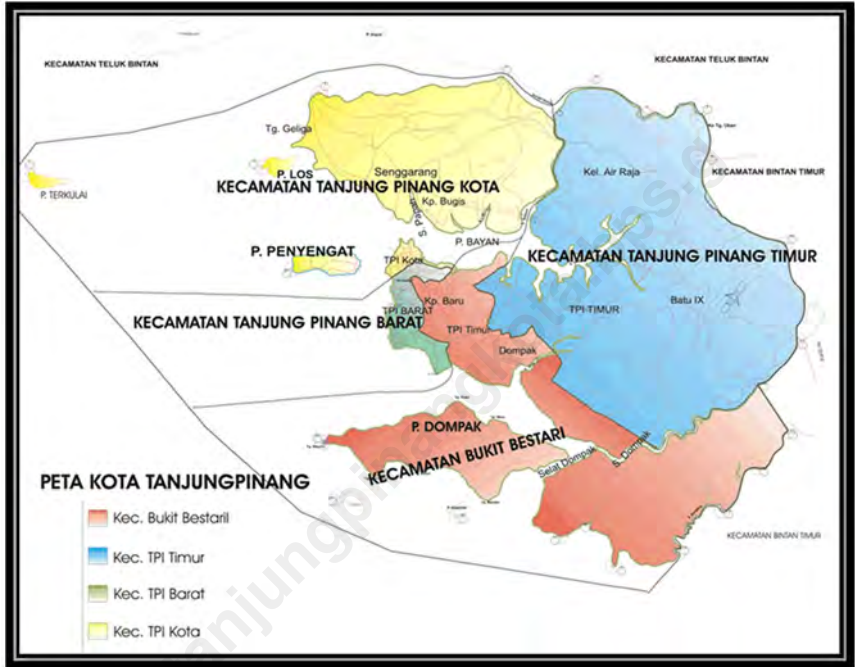 KECAMATAN TELUK BINTAN
KECAMATAN TELUK BINTAN
Tg. Geliga
P. LOS
Senggarang
Kel. Air Raja
KECAMATAN BINTAN TIMUR
P. TERKULAI
KECAMATAN TANJUNG PINANG KOTA
Kp. Bugis
S. Papah
P. BAYAN
P. PENYENGAT
TPI Kota
KECAMATAN TANJUNG PINANG TIMUR
Kp. Baru
TPI BARAT
TPI TIMUR
Batu IX
KECAMATAN TANJUNG PINANG BARAT
TPI Timur
Dompak
P. DOMPAK
KECAMATAN BUKIT BESTARI
Selat Dompak
S. Dompak
PETA KOTA TANJUNGPINANG
Kec. Bukit Bestaril
KECAMATAN BINTAN TIMUR
Kec. TPI Timur
Kec. TPI Barat
Kec. TPI Kota